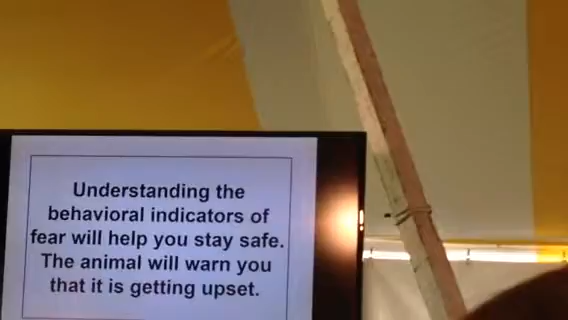 Understanding the
behavioral indicators of
fear will help you stay safe.
The animal will warn you
that it is getting upset.